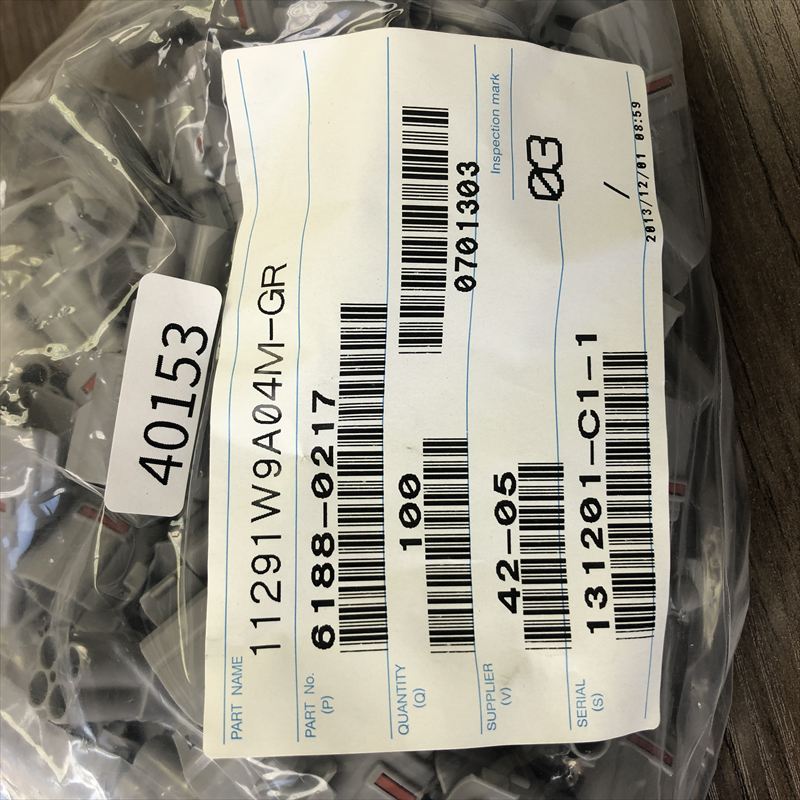 40153
PART NAME
11291W9A04M-GR
PART No.
(P)
6188-0217
QUANTITY
(Q)
100
0701303
SUPPLIER
(V)
42-05
Inspection mark
03
SERIAL
(S)
131201-C1-1
/
2013/12/01 08:59